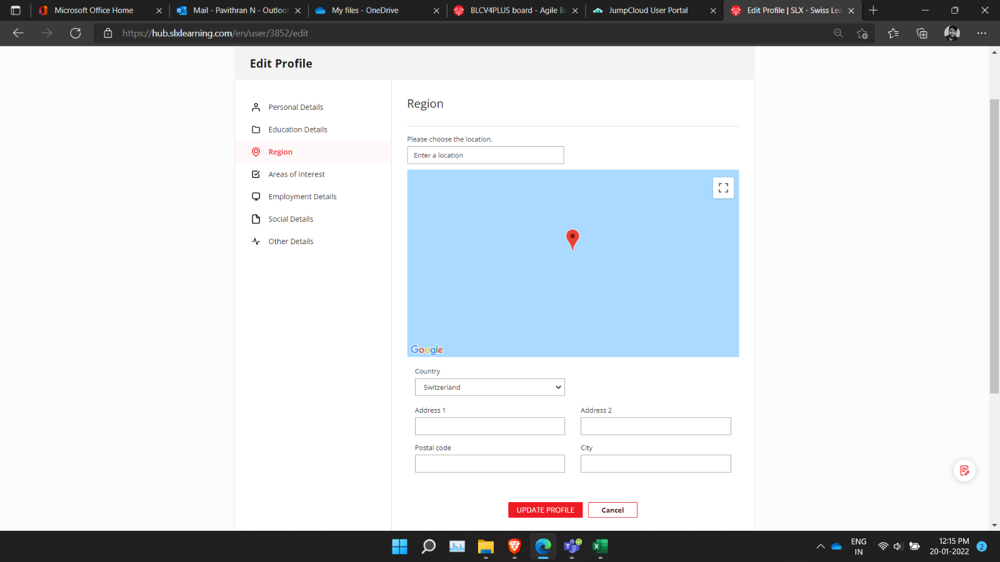 Microsoft Office Home
Mail - Pavithran N - Outloo
My files - OneDrive
BLCV4PLUS board - Agile Bo
JumpCloud User Portal
Edit Profile | SLX - Swiss Lea
https://hub.slxlearning.com/en/user/3852/edit
Edit Profile
Personal Details
Education Details
Region
Areas of Interest
Employment Details
Social Details
Other Details
Region
Please choose the location.
Enter a location
Google
Country
Switzerland
Address 1
Address 2
Postal code
City
UPDATE PROFILE
Cancel
ENG
IN
12:15 PM
20-01-2022
2